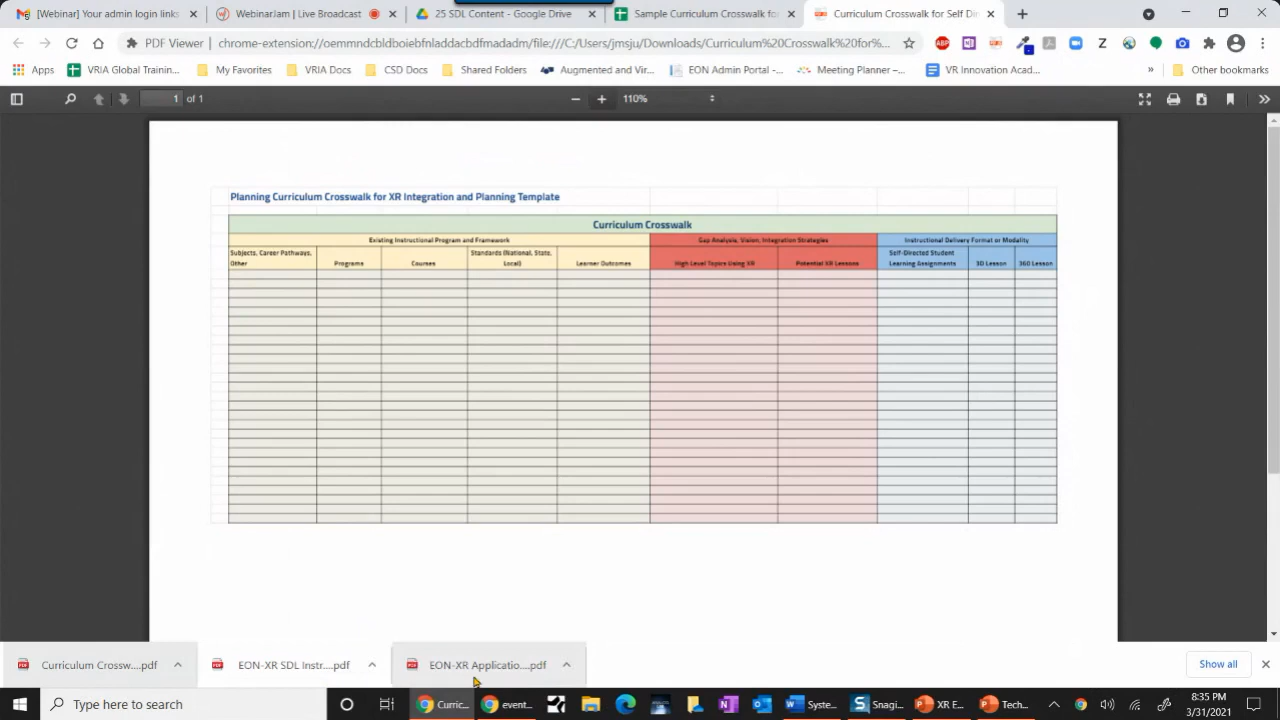 [Webinar] Your admin login links
Webinarian | Live Broadcast
25 SDL Content - Google Drive
Sample Curriculum Crosswalk fo
Curriculum Crosswalk for Self Di
PDF Viewer | chrome-extension://oemmndcbldboiebfnladdacbdfmadadm/file:///C:/Users/jmsju/Downloads/Curriculum%20Crosswalk%20for%...
Apps
VRIA Global Trainin...
My Favorites
VRIA Docs
CSD Docs
Shared Folders
Augmented and Vir...
EON Admin Portal -...
Meeting Planner –...
VR Innovation Acad...
»
Other bookmarks
1 of 1
110%
Planning Curriculum Crosswalk for XR Integration and Planning Template
Curriculum Crosswalk
Existing Instructional Program and Framework
Gap Analysis, Vision, Integration Strategies
Instructional Delivery Format or Modality
Subjects, Career Pathways, Other
Programs
Courses
Standards (National, State, Local)
Learner Outcomes
High Level Topics Using XR
Potential XR Lessons
Self-Directed Student Learning Assignments
3D Lesson
360 Lesson
Curriculum Crossw....pdf
EON-XR SDL Instr....pdf
EON-XR Applicatio....pdf
Show all
Type here to search
Curric...
event...
Syste...
Snagi...
XR E...
Tech...
8:35 PM
3/31/2021